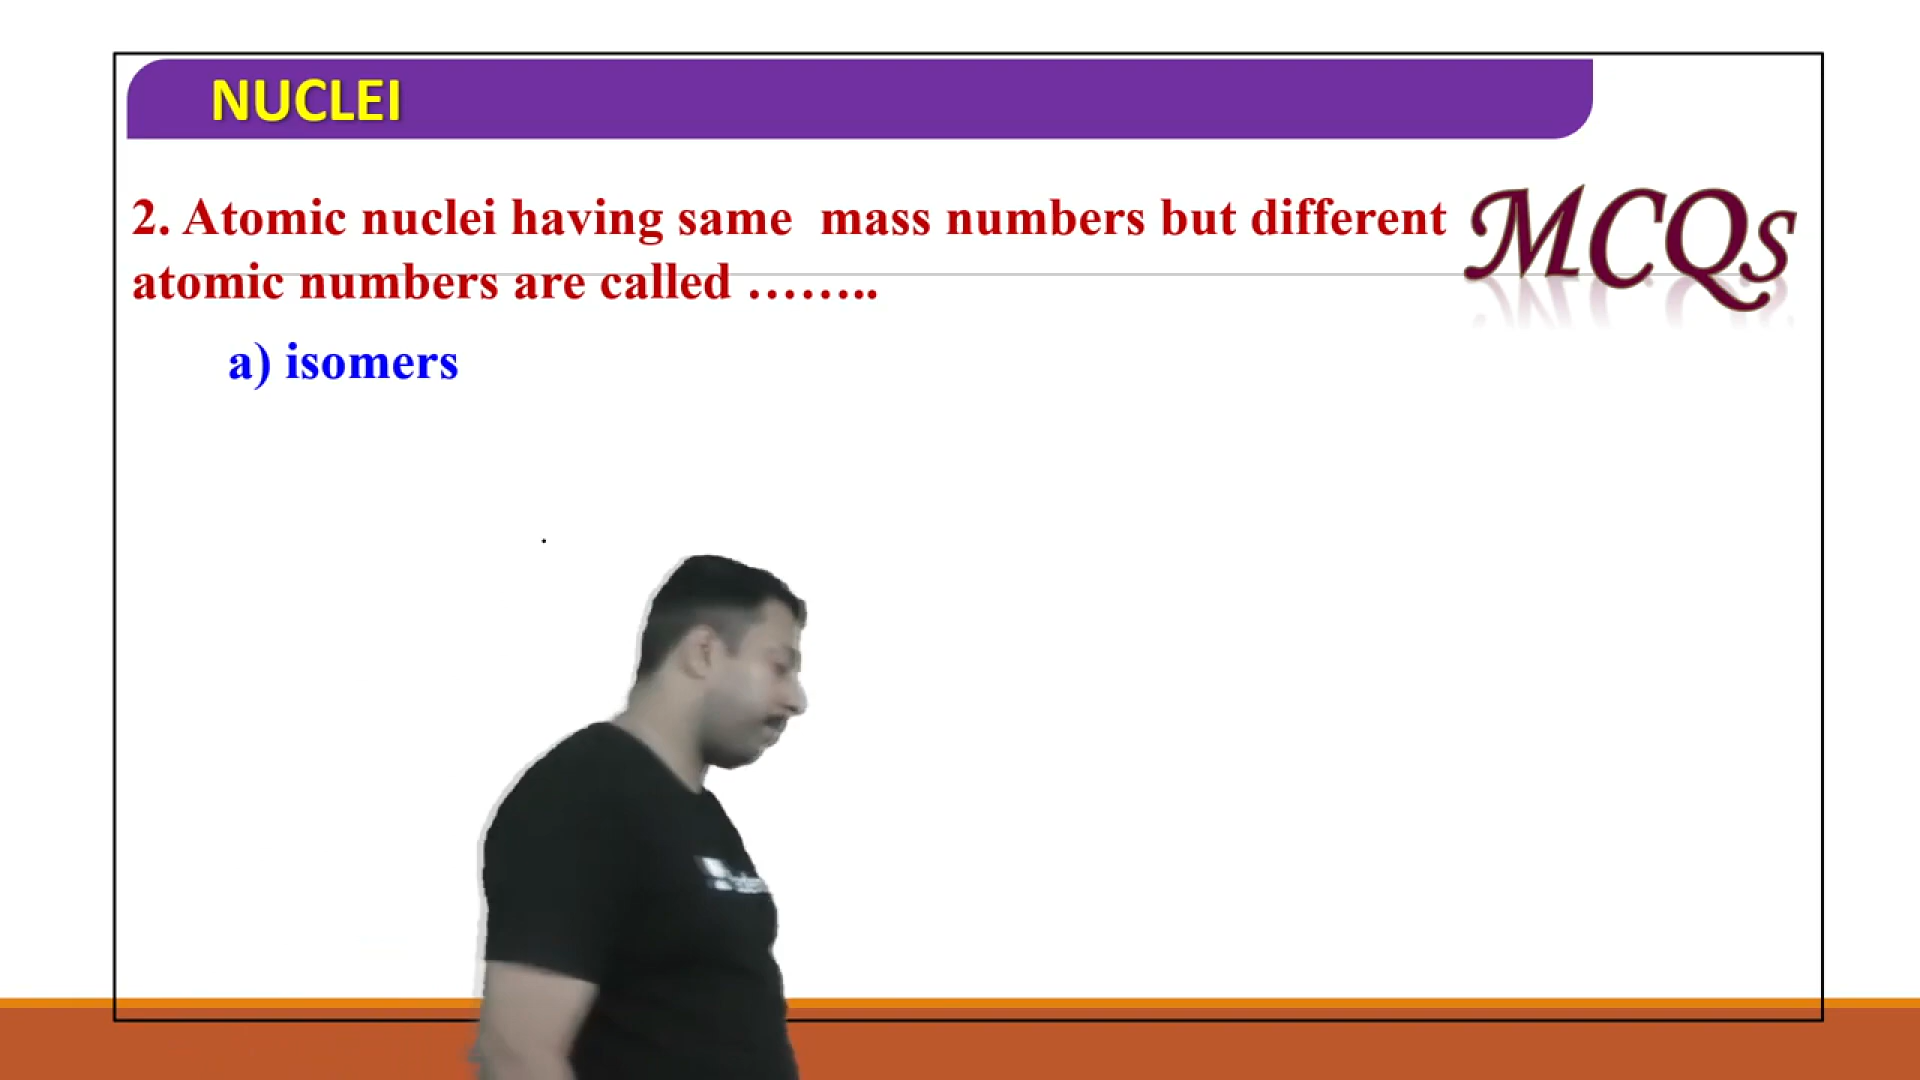 NUCLEI
MCQs
2. Atomic nuclei having same mass numbers but different
atomic numbers are called ……..
a) isomers